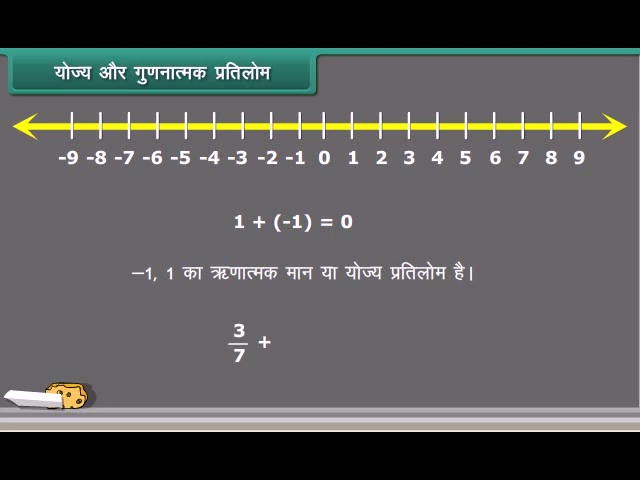 योज्य और गुणनात्मक प्रतिलोम
-9 -8 -7 -6 -5 -4 -3 -2 -1 0 1 2 3 4 5 6 7 8 9
1 + (-1) = 0
–1, 1 का ऋणात्मक मान या योज्य प्रतिलोम है।
3/7 +